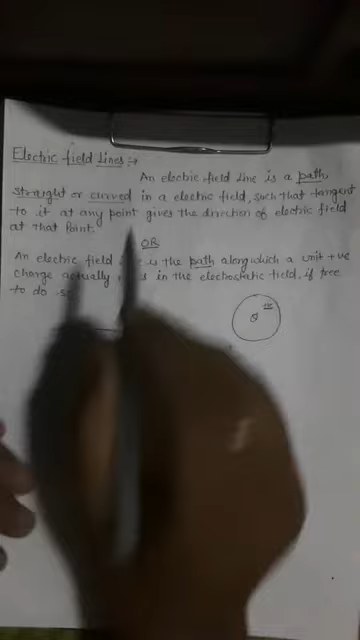 Electric field lines :→
An electric field line is a path
straight or curved in a electric field, such that tangent
to it at any point gives the direction of electric field
at that Point.
OR
An electric field is the path along which a unit +ve
charge actually in the electrostatic field, if free
to do so
+ve